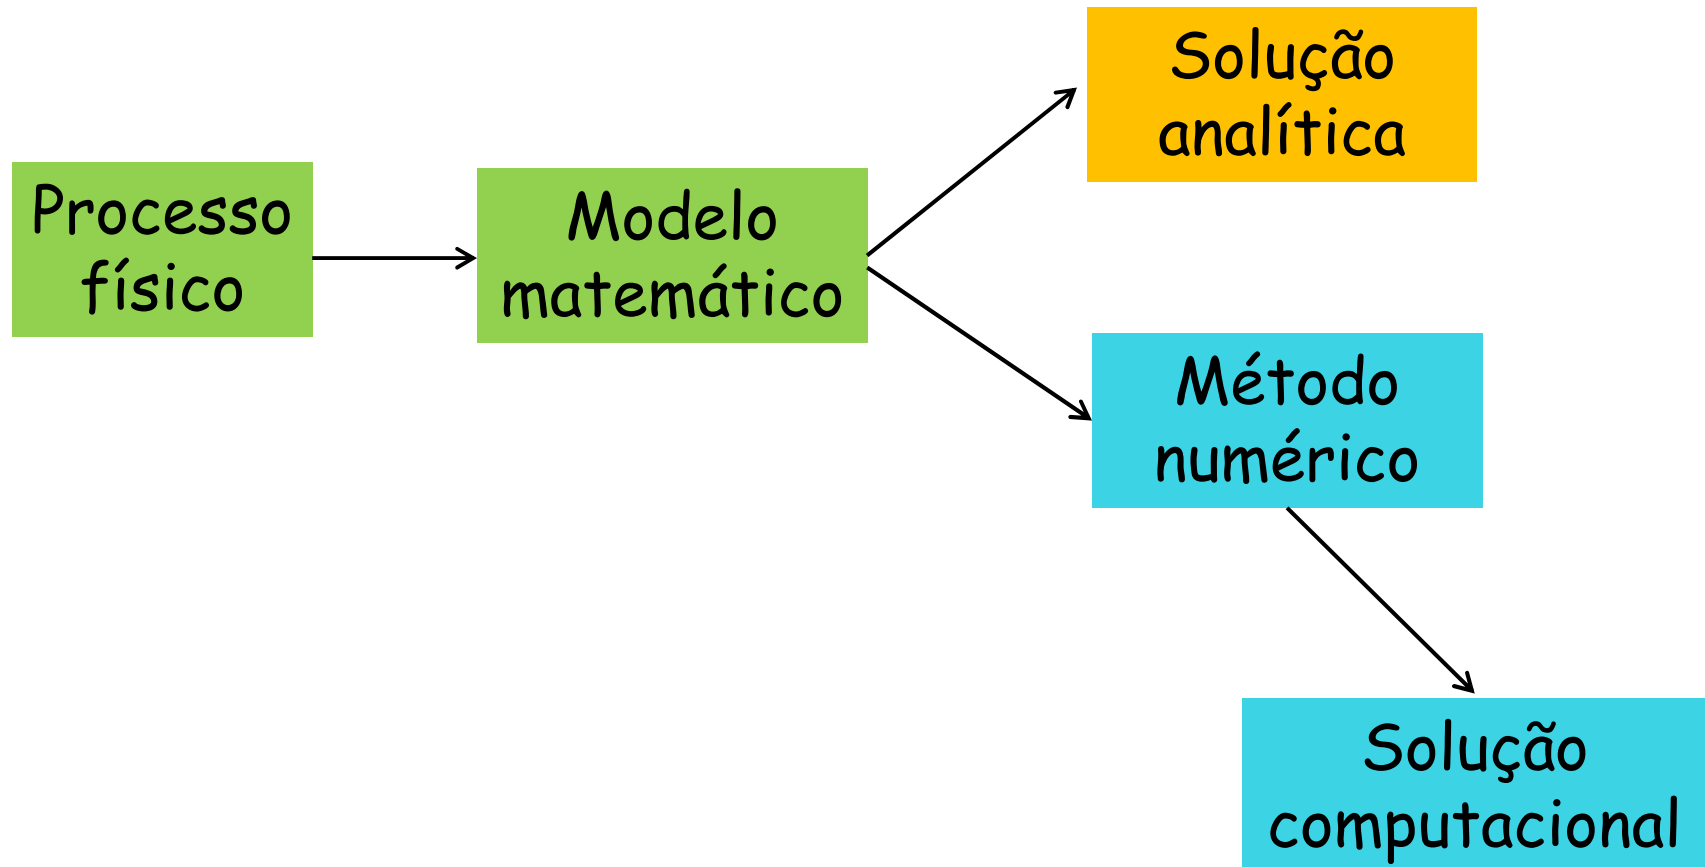 Processo
físico
Modelo
matemático
Solução
analítica
Método
numérico
Solução
computacional